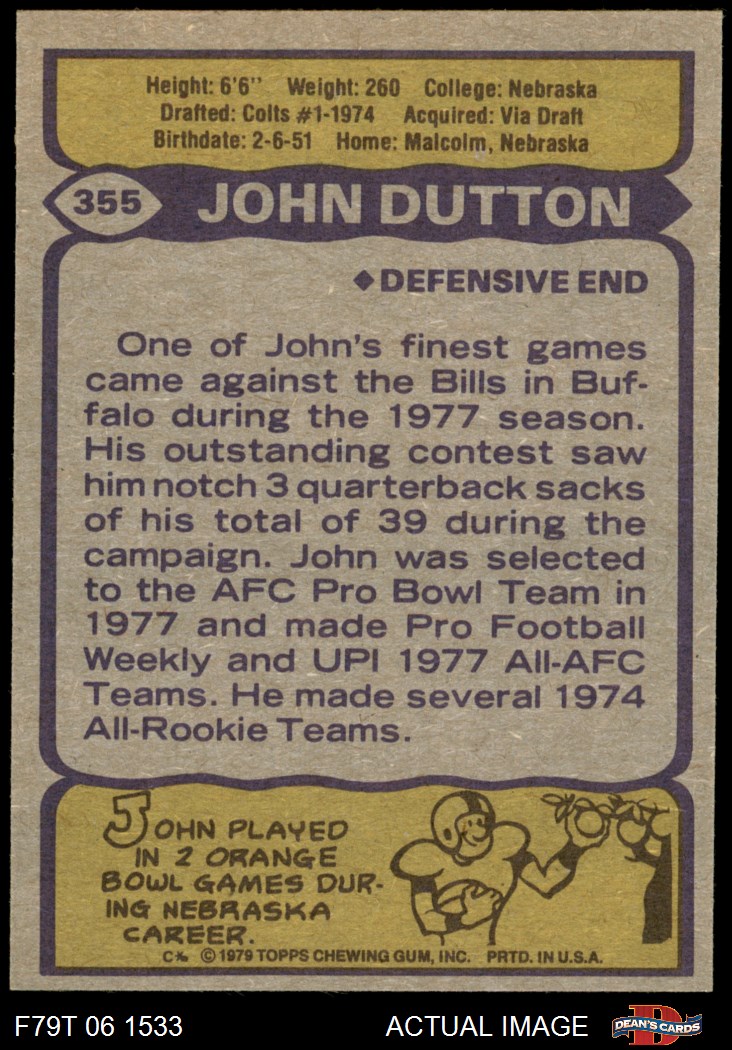 Height: 6'6" Weight: 260 College: Nebraska
Drafted: Colts #1-1974 Acquired: Via Draft
Birthdate: 2-6-51 Home: Malcolm, Nebraska
355 JOHN DUTTON
◆DEFENSIVE END
One of John's finest games
came against the Bills in Buf-
falo during the 1977 season.
His outstanding contest saw
him notch 3 quarterback sacks
of his total of 39 during the
campaign. John was selected
to the AFC Pro Bowl Team in
1977 and made Pro Football
Weekly and UPI 1977 All-AFC
Teams. He made several 1974
All-Rookie Teams.
JOHN PLAYED
IN 2 ORANGE
BOWL GAMES DUR-
ING NEBRASKA
CAREER.
C** © 1979 TOPPS CHEWING GUM, INC. PRTD. IN U.S.A.
F79T 06 1533 ACTUAL IMAGE
D
DEAN'S CARDS